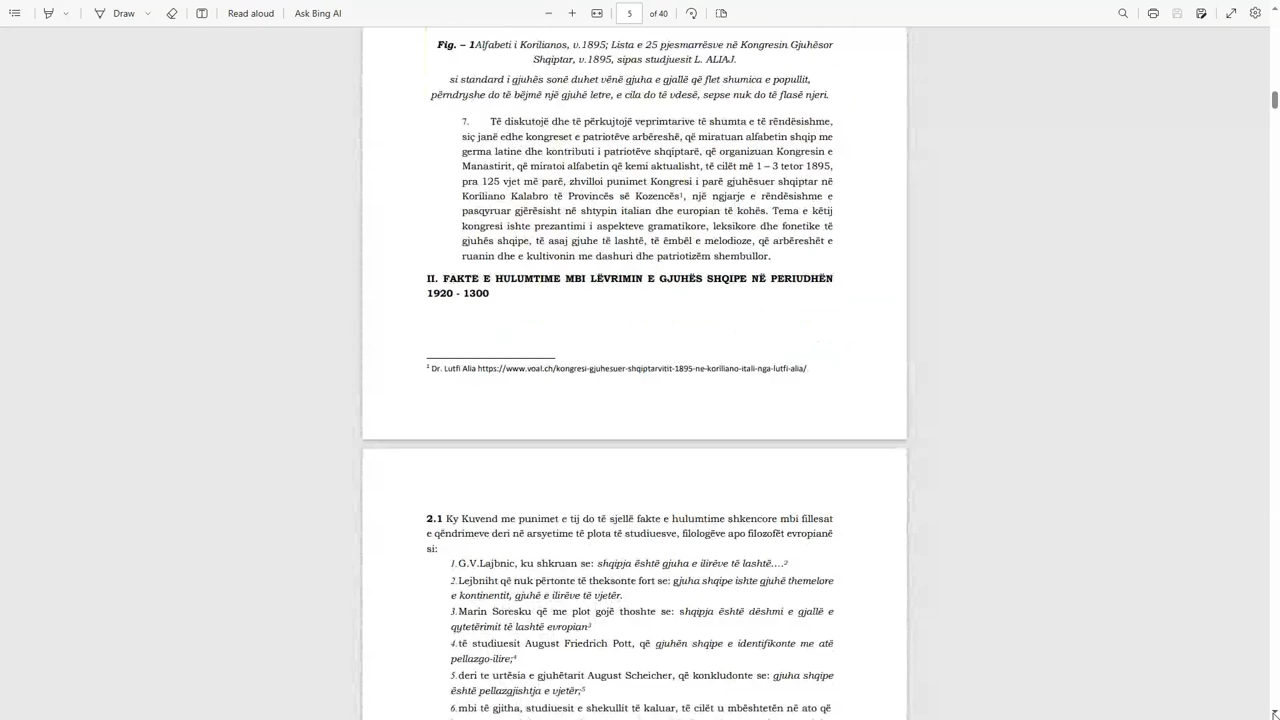 Draw
Read aloud
Ask Bing AI
5
of 40
Fig. – 1Alfabeti i Korilianos, v.1895; Lista e 25 pjesmarrësve në Kongresin Gjuhësor
Shqiptar, v.1895, sipas studjuesit L. ALIAJ.
si standard i gjuhës sonë duhet vënë gjuha e gjallë që flet shumica e popullit,
përndryshe do të bëjmë një gjuhë letre, e cila do të vdesë, sepse nuk do të flasë njeri.
7. Të diskutojë dhe të përkujtojë veprimtarive të shumta e të rëndësishme,
siç janë edhe kongreset e patriotëve arbëreshë, që miratuan alfabetin shqip me
germa latine dhe kontributi i patriotëve shqiptarë, që organizuan Kongresin e
Manastirit, që miratoi alfabetin që kemi aktualisht, të cilët më 1 – 3 tetor 1895,
pra 125 vjet më parë, zhvilloi punimet Kongresi i parë gjuhësuer shqiptar në
Koriliano Kalabro të Provincës së Kozencës¹, një ngjarje e rëndësishme e
pasqyruar gjërësisht në shtypin italian dhe europian të kohës. Tema e këtij
kongresi ishte prezantimi i aspekteve gramatikore, leksikore dhe fonetike të
gjuhës shqipe, të asaj gjuhe të lashtë, të ëmbël e melodioze, që arbëreshët e
ruanin dhe e kultivonin me dashuri dhe patriotizëm shembullor.
II. FAKTE E HULUMTIME MBI LËVRIMIN E GJUHËS SHQIPE NË PERIUDHËN
1920 - 1300
¹ Dr. Lutfi Alia https://www.voal.ch/kongresi-gjuhesuer-shqiptarvitit-1895-ne-koriliano-itali-nga-lutfi-alia/
2.1 Ky Kuvend me punimet e tij do të sjellë fakte e hulumtime shkencore mbi fillesat
e qëndrimeve deri në arsyetime të plota të studiuesve, filologëve apo filozofët evropianë
si:
1.G.V.Lajbnic, ku shkruan se: shqipja është gjuha e ilirëve të lashtë....²
2.Lejbniht që nuk përtonte të theksonte fort se: gjuha shqipe ishte gjuhë themelore
e kontinentit, gjuhë e ilirëve të vjetër.
3.Marin Soresku që me plot gojë thoshte se: shqipja është dëshmi e gjallë e
qytetërimit të lashtë evropian³
4.të studiuesit August Friedrich Pott, që gjuhën shqipe e identifikonte me atë
pellazgo-ilire;⁴
5.deri te urtësia e gjuhëtarit August Scheicher, që konkludonte se: gjuha shqipe
është pellazgjishtja e vjetër;⁵
6.mbi të gjitha, studiuesit e shekullit të kaluar, të cilët u mbështetën në ato që